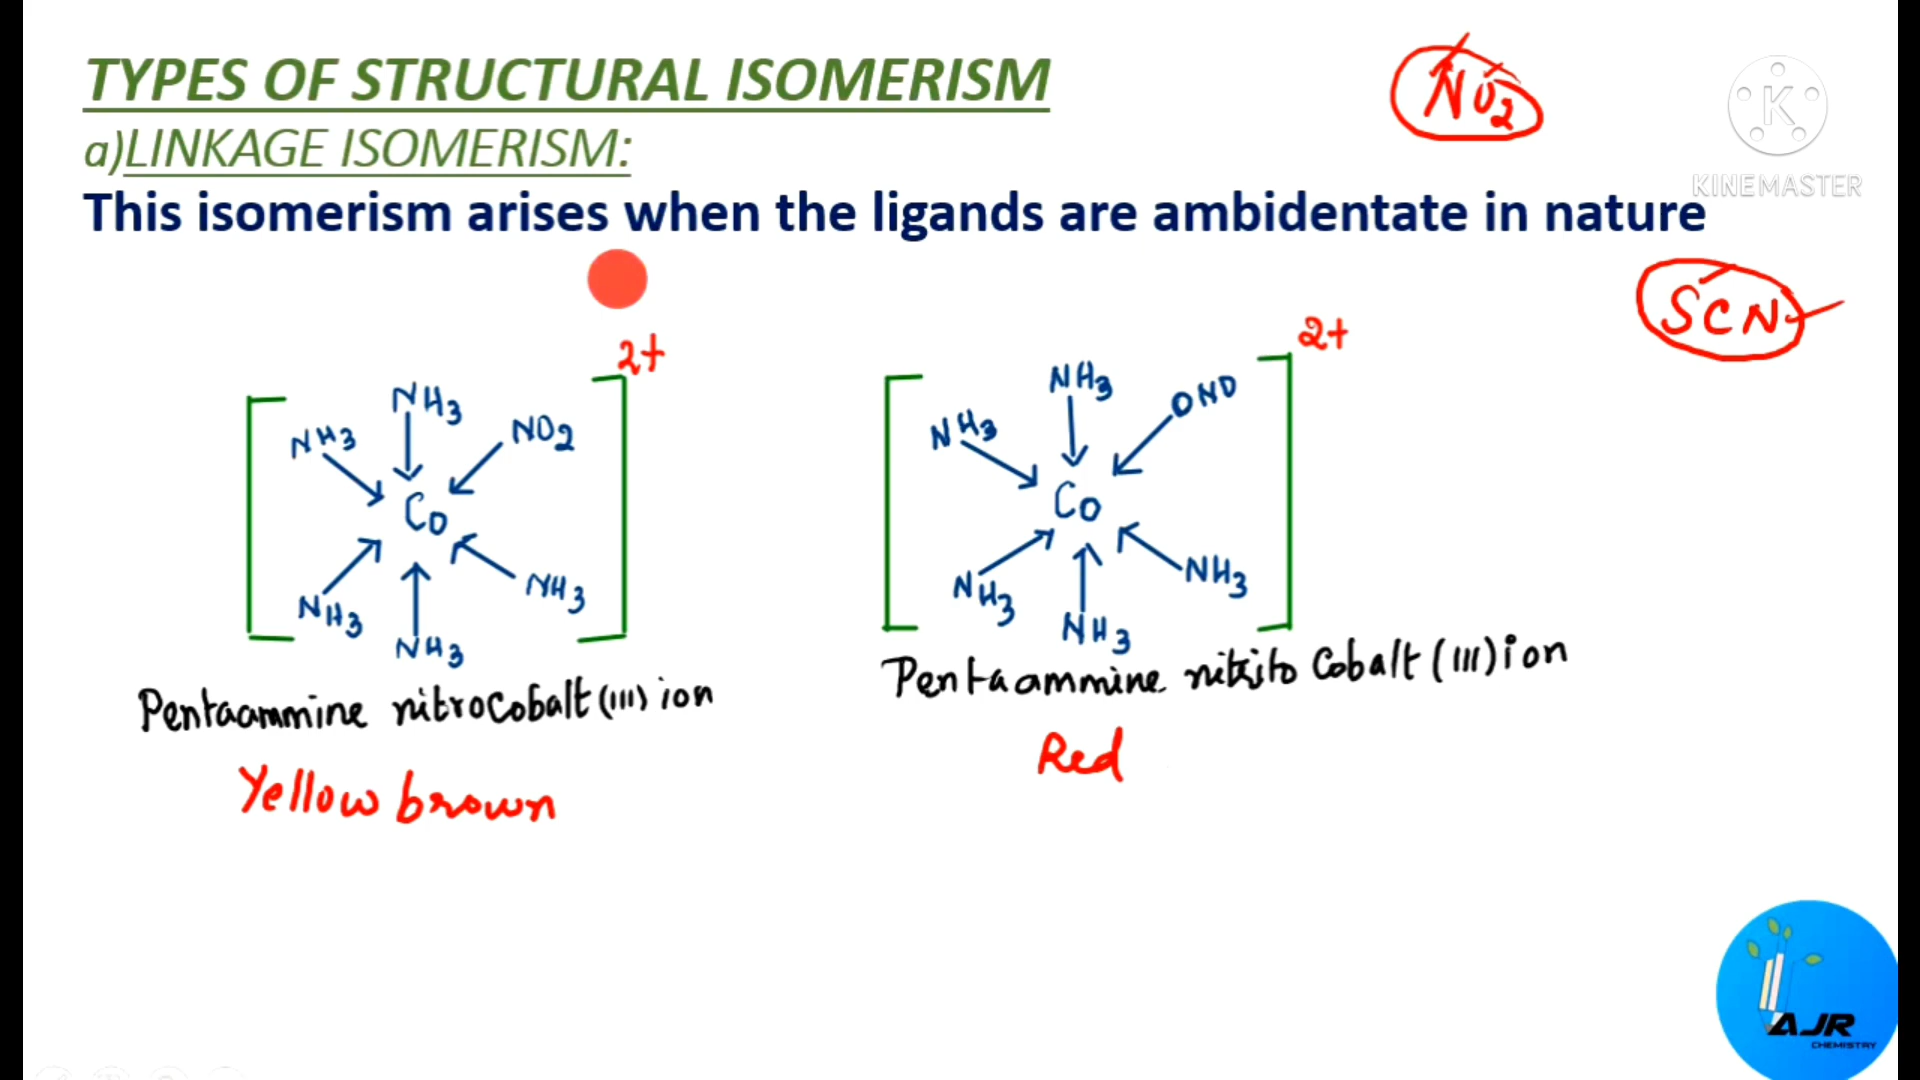 TYPES OF STRUCTURAL ISOMERISM
NO2
K
a)LINKAGE ISOMERISM:
KINEMASTER
This isomerism arises when the ligands are ambidentate in nature
SCN
2+
NH3
NH3
NO2
Co
NH3
NH3
NH3
Pentaammine nitrocobalt(III) ion
Yellow brown
2+
NH3
NH3
ONO
Co
NH3
NH3
NH3
Pentaammine nitrito Cobalt (III) ion
Red
AJR
CHEMISTRY